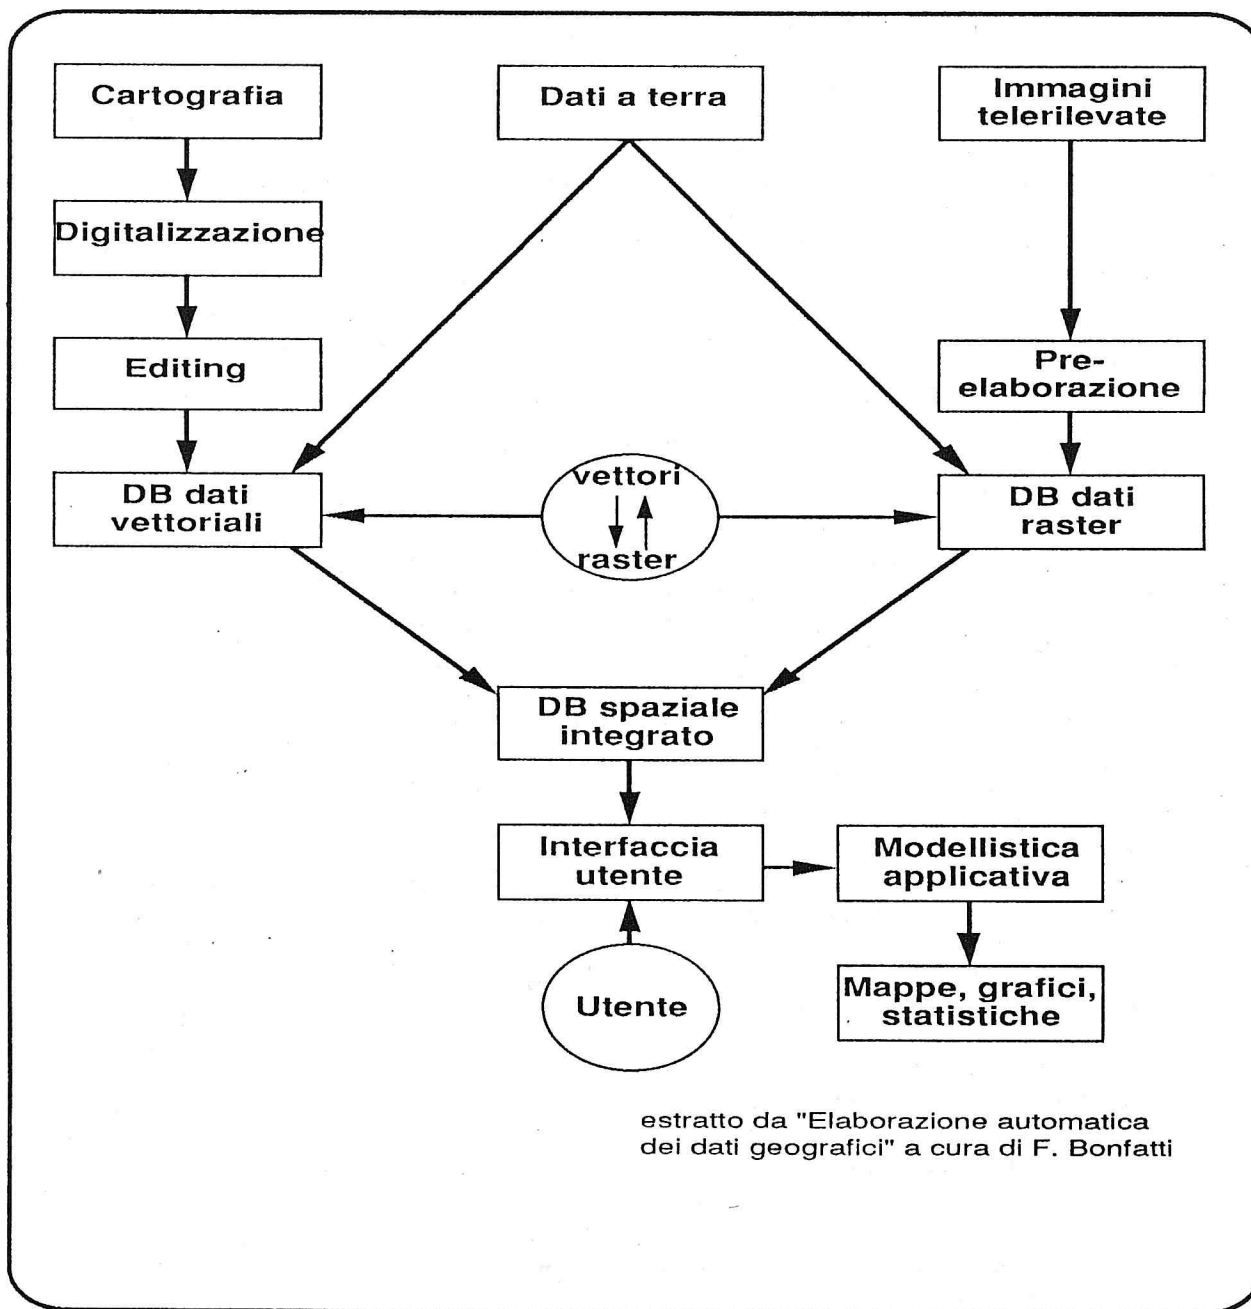 Cartografia
Dati a terra
Immagini
telerilevate
Digitalizzazione
Editing
Pre-
elaborazione
DB dati
vettoriali
vettori
raster
DB dati
raster
DB spaziale
integrato
Interfaccia
utente
Modellistica
applicativa
Utente
Mappe, grafici,
statistiche
estratto da "Elaborazione automatica
dei dati geografici" a cura di F. Bonfatti